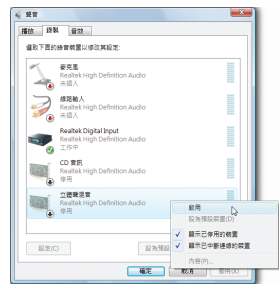 聲音
播放 錄製 音效
選取下面的錄音裝置以修改其設定:
麥克風
Realtek High Definition Audio
未插入
線路輸入
Realtek High Definition Audio
未插入
Realtek Digital Input
Realtek High Definition Audio
工作中
CD 音訊
Realtek High Definition Audio
停用
立體聲混音
Realtek High Definition Audio
停用
啟用
設為預設裝置(D)
顯示已停用的裝置
顯示已中斷連線的裝置
內容(P)...
設定(C)
設為預設
確定
取消
套用(A)